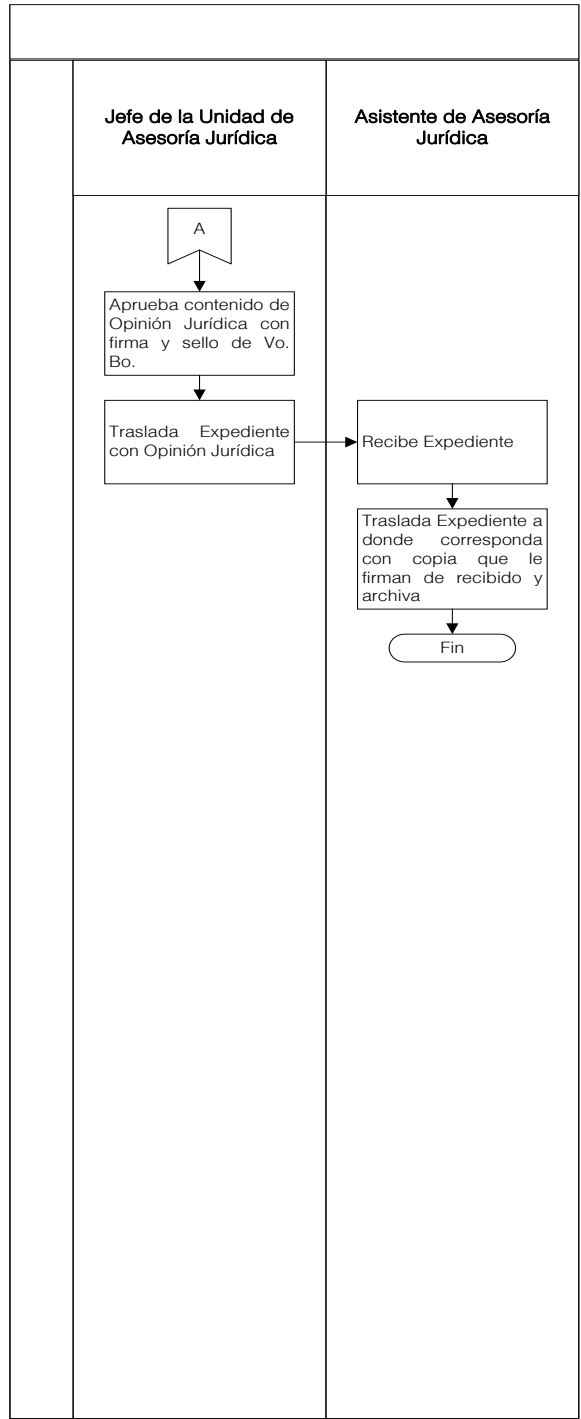 Jefe de la Unidad de
Asesoría Jurídica
Asistente de Asesoría
Jurídica
A
Aprueba contenido de
Opinión Jurídica con
firma y sello de Vo.
Bo.
Traslada Expediente
con Opinión Jurídica
Recibe Expediente
Traslada Expediente a
donde corresponda
con copia que le
firman de recibido y
archiva
Fin